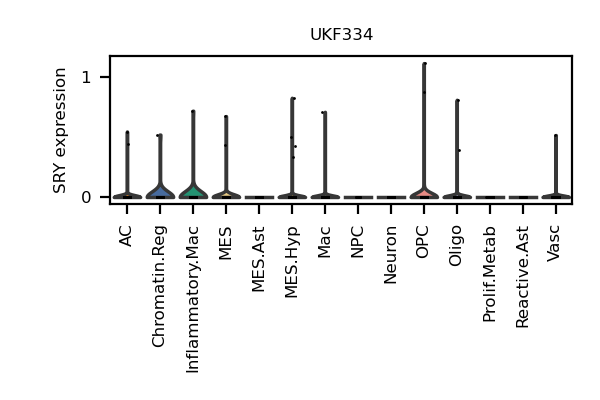 UKF334
SRY expression
1
0
AC
Chromatin.Reg
Inflammatory.Mac
MES
MES.Ast
MES.Hyp
Mac
NPC
Neuron
OPC
Oligo
Prolif.Metab
Reactive.Ast
Vasc